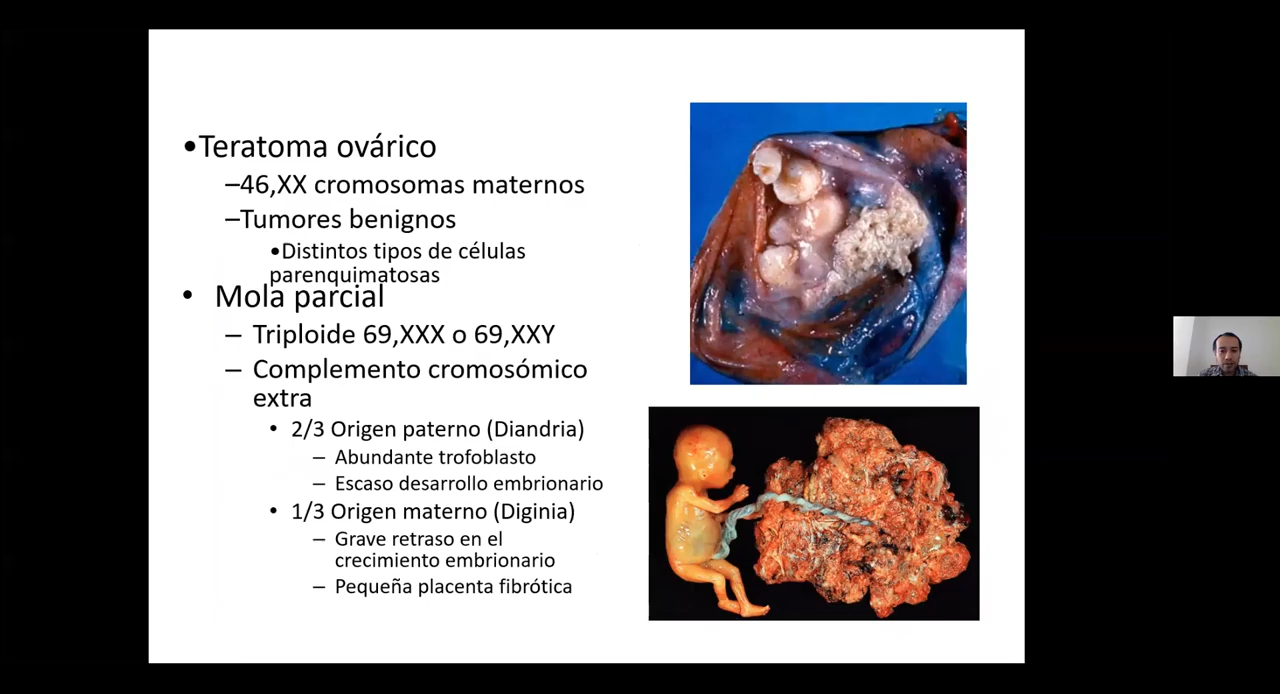 •Teratoma ovárico
–46,XX cromosomas maternos
–Tumores benignos
•Distintos tipos de células
parenquimatosas
• Mola parcial
– Triploide 69,XXX o 69,XXY
– Complemento cromosómico
extra
• 2/3 Origen paterno (Diandria)
– Abundante trofoblasto
– Escaso desarrollo embrionario
• 1/3 Origen materno (Diginia)
– Grave retraso en el
crecimiento embrionario
– Pequeña placenta fibrótica